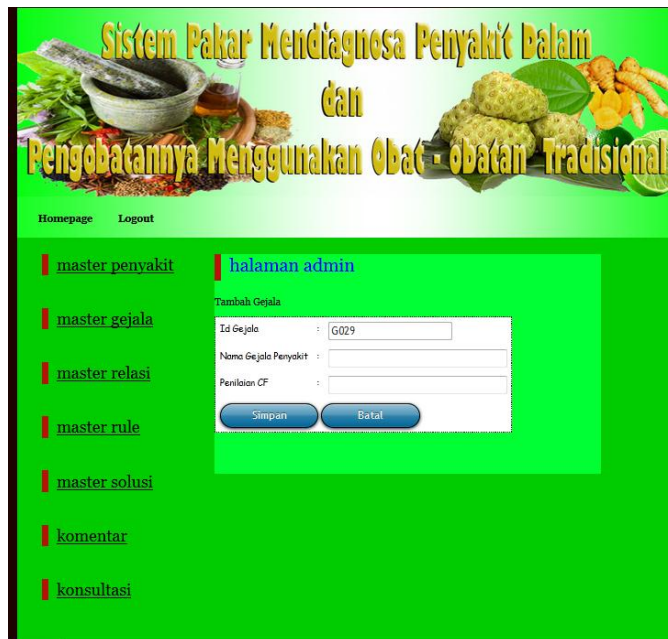 Sistem Pakar Mendiagnosa Penyakit Dalam
dan
Pengobatannya Menggunakan Obat - obatan Tradisional
Homepage Logout
master penyakit
master gejala
master relasi
master rule
master solusi
komentar
konsultasi
halaman admin
Tambah Gejala
Id Gejala : G029
Nama Gejala Penyakit :
Penilaian CF :
Simpan Batal